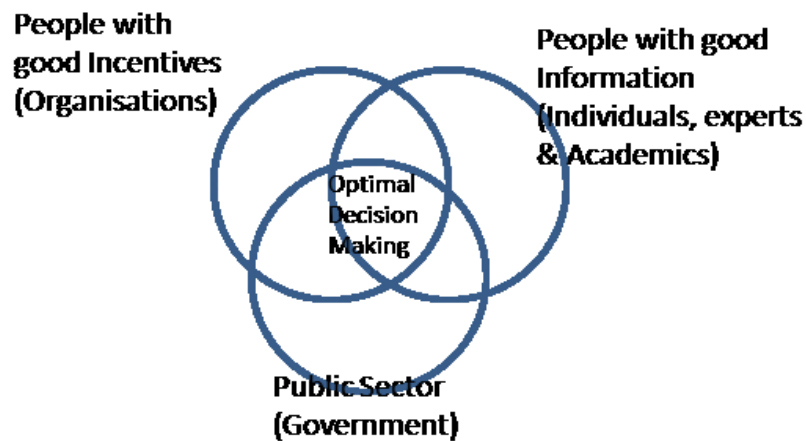 People with
good Incentives
(Organisations)
People with good
Information
(Individuals, experts
& Academics)
Optimal
Decision
Making
Public Sector
(Government)